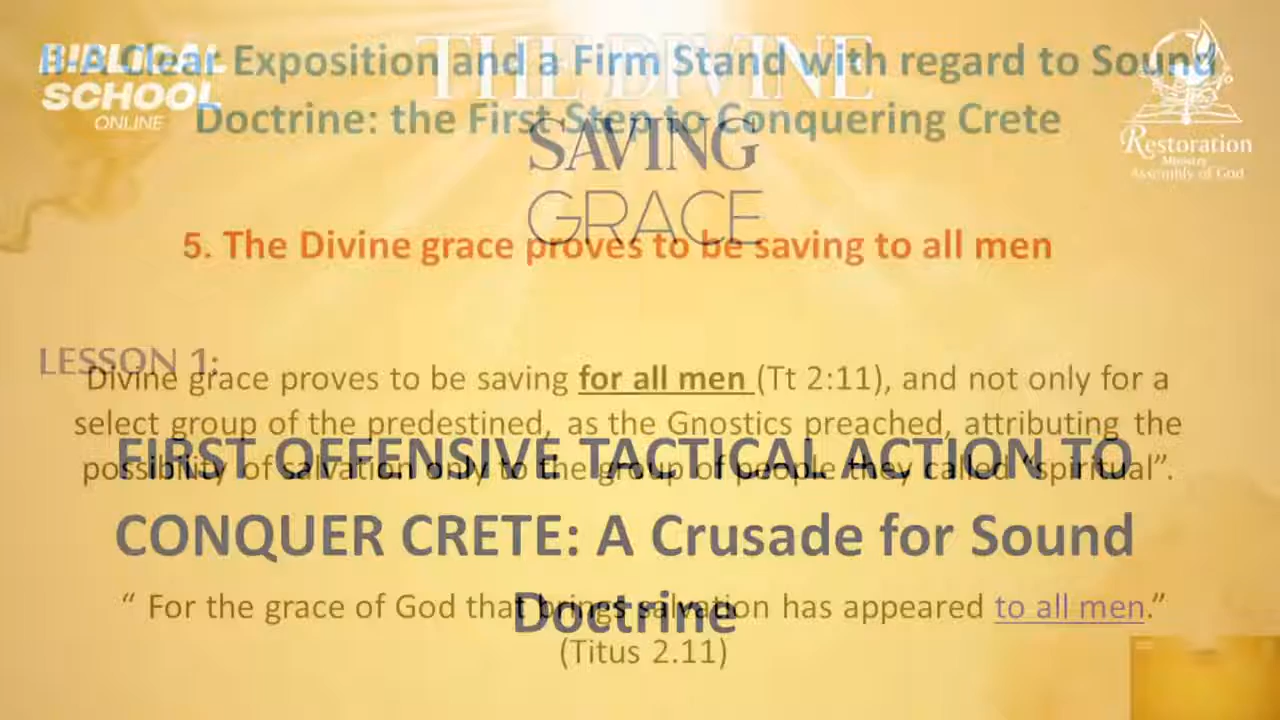 BIBLICAL
SCHOOL
ONLINE
THE DIVINE
SAVING
GRACE
Restoration
Ministry
Assembly of God
A Clear Exposition and a Firm Stand with regard to Sound
Doctrine: the First Step to Conquering Crete
5. The Divine grace proves to be saving to all men
LESSON 1:
FIRST OFFENSIVE TACTICAL ACTION TO
CONQUER CRETE: A Crusade for Sound
Doctrine
Divine grace proves to be saving for all men (Tt 2:11), and not only for a
select group of the predestined, as the Gnostics preached, attributing the
possibility of salvation only to the group of people they called “spiritual”.
“ For the grace of God that brings salvation has appeared to all men.”
(Titus 2.11)